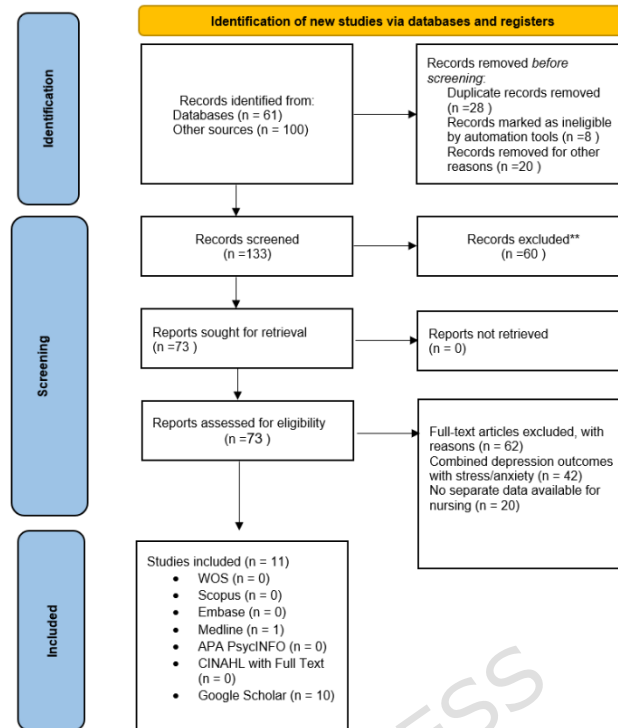 Identification of new studies via databases and registers
Identification
Records identified from:
Databases (n = 61)
Other sources (n = 100)
Records removed before
screening:
Duplicate records removed
(n =28 )
Records marked as ineligible
by automation tools (n =8 )
Records removed for other
reasons (n =20 )
Screening
Records screened
(n =133)
Records excluded**
(n =60 )
Reports sought for retrieval
(n =73 )
Reports not retrieved
(n = 0)
Reports assessed for eligibility
(n =73 )
Full-text articles excluded, with
reasons (n = 62)
Combined depression outcomes
with stress/anxiety (n = 42)
No separate data available for
nursing (n = 20)
Included
Studies included (n = 11)
• WOS (n = 0)
• Scopus (n = 0)
• Embase (n = 0)
• Medline (n = 1)
• APA PsycINFO (n = 0)
• CINAHL with Full Text
(n = 0)
• Google Scholar (n = 10)
ESS